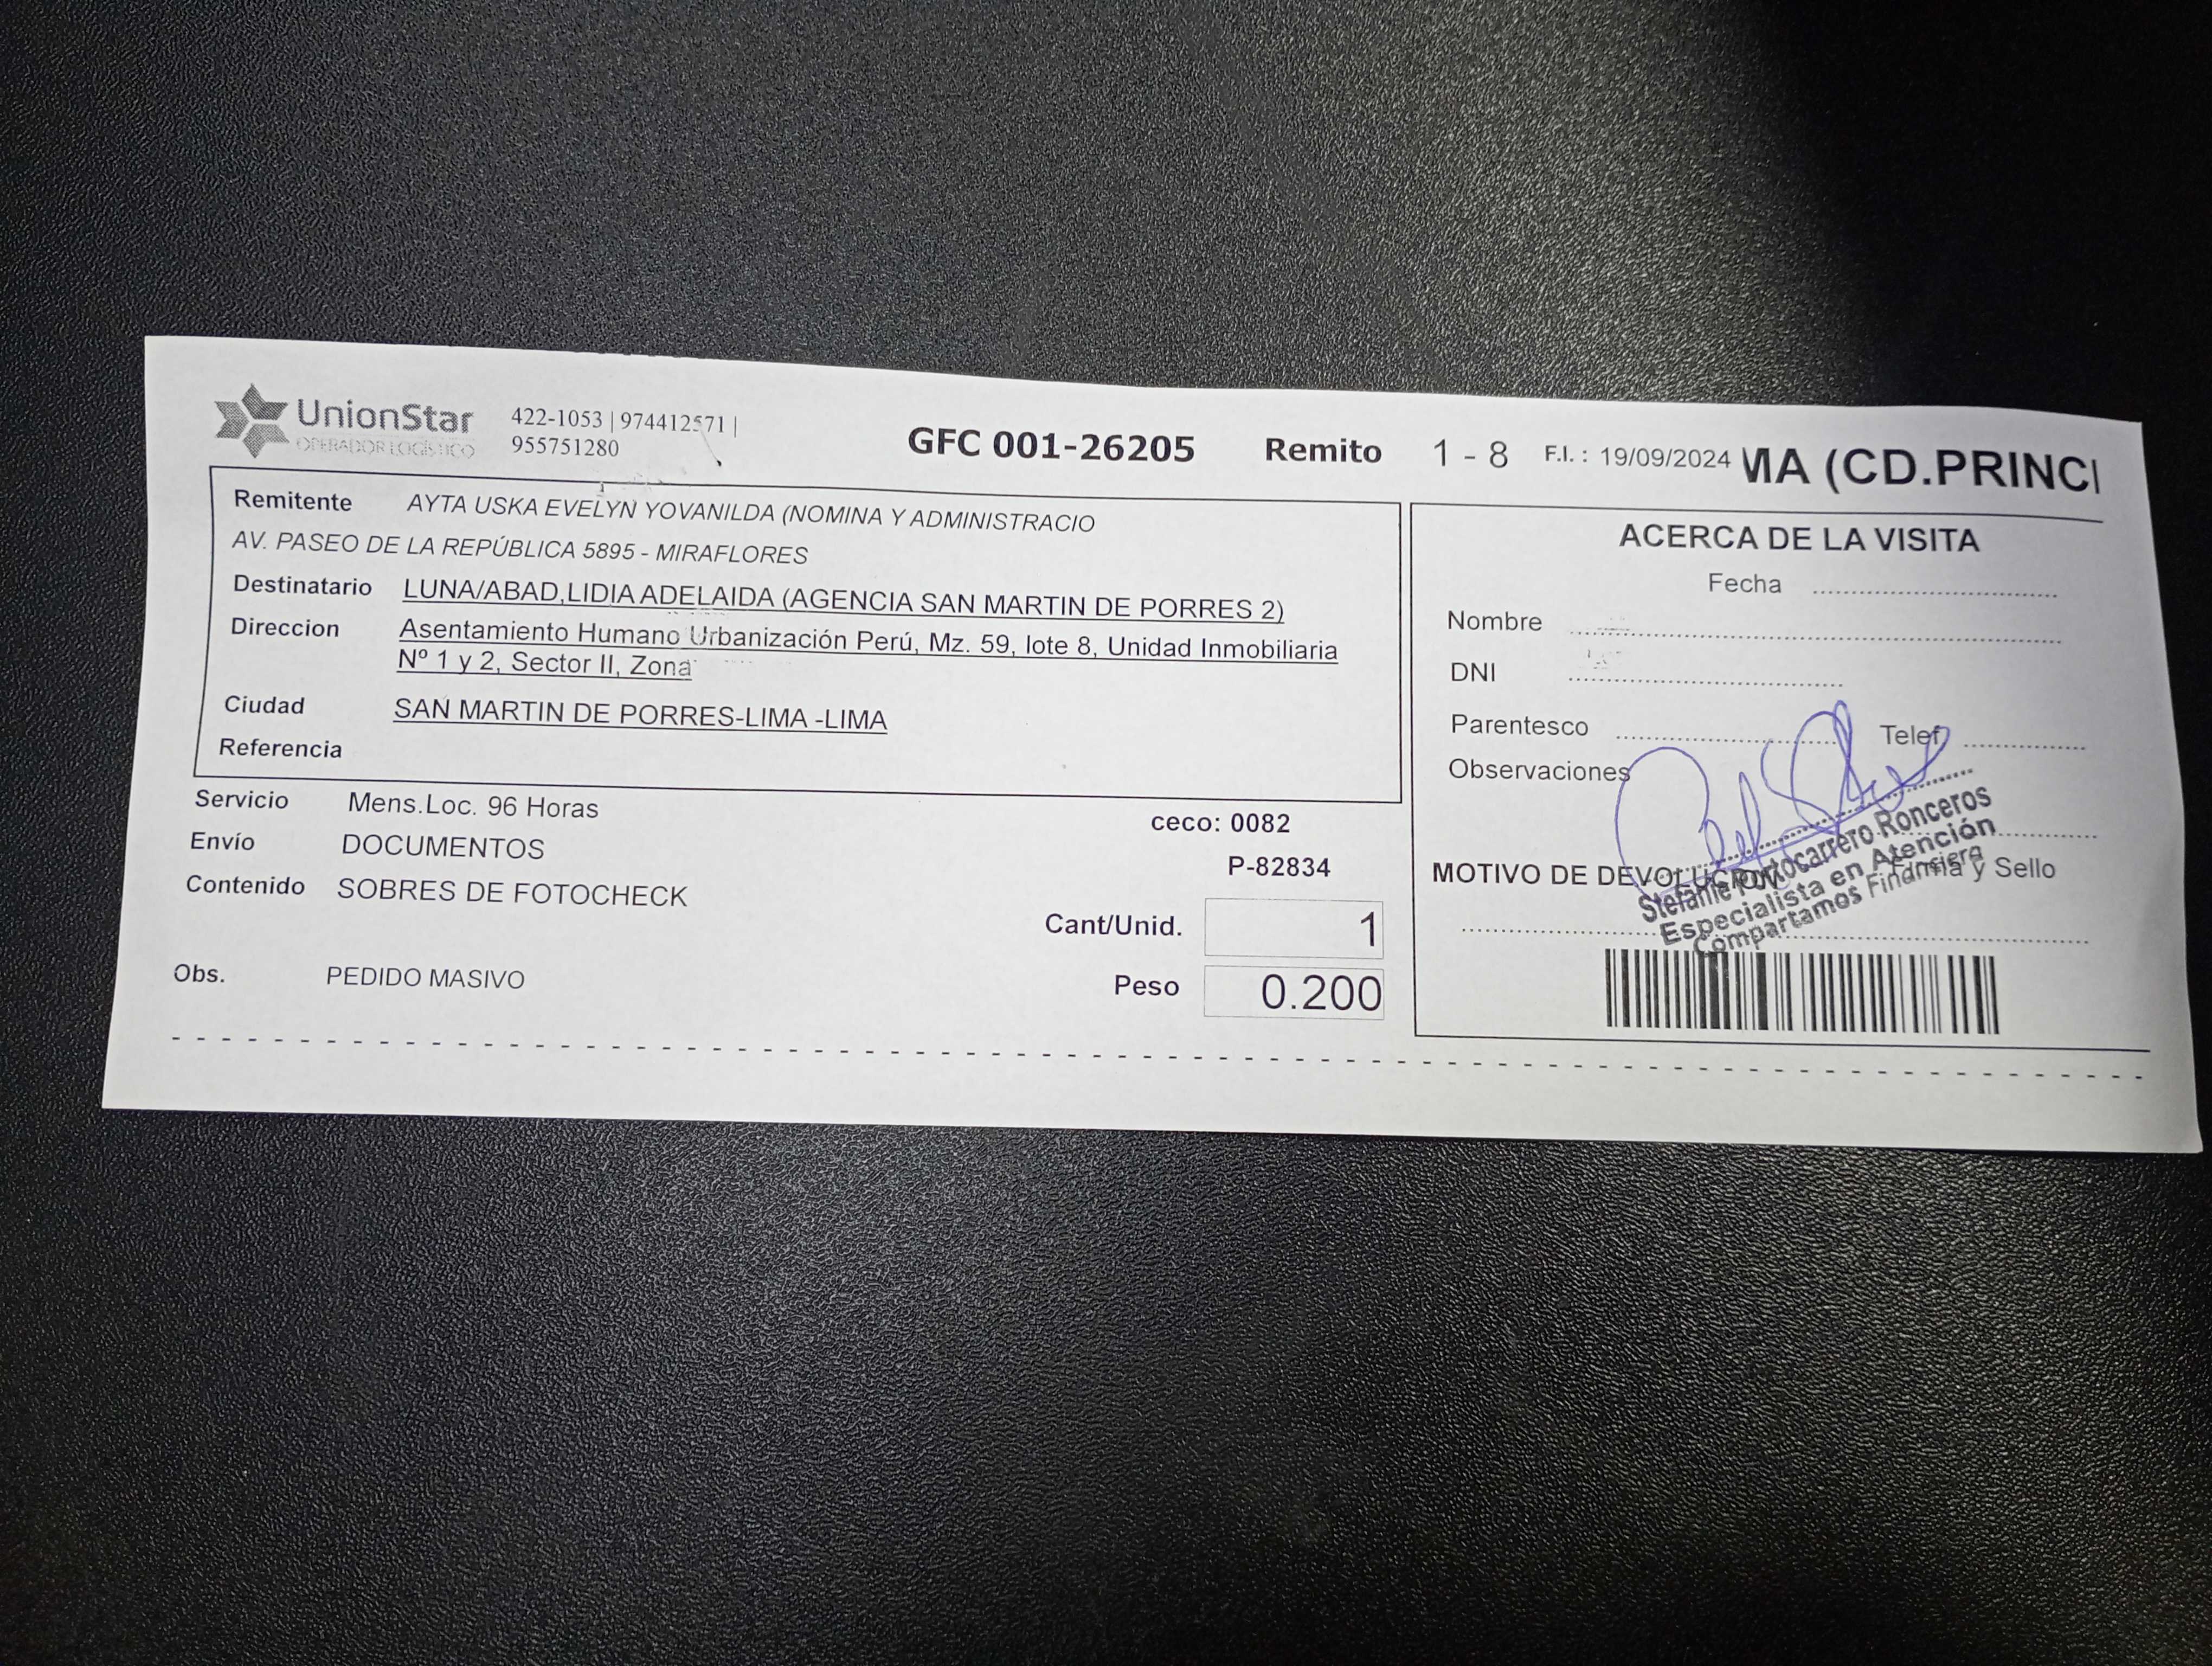 UnionStar
OPERADOR LOGÍSTICO
422-1053 | 974412571 |
955751280
GFC 001-26205 Remito 1 - 8 F.I. : 19/09/2024 MA (CD.PRINCI
Remitente AYTA USKA EVELYN YOVANILDA (NOMINA Y ADMINISTRACIO
AV. PASEO DE LA REPÚBLICA 5895 - MIRAFLORES
Destinatario LUNA/ABAD,LIDIA ADELAIDA (AGENCIA SAN MARTIN DE PORRES 2)
Direccion Asentamiento Humano Urbanización Perú, Mz. 59, lote 8, Unidad Inmobiliaria
Nº 1 y 2, Sector II, Zona
Ciudad SAN MARTIN DE PORRES-LIMA -LIMA
Referencia
Servicio Mens.Loc. 96 Horas
ceco: 0082
Envío DOCUMENTOS
P-82834
Contenido SOBRES DE FOTOCHECK
Cant/Unid. 1
Obs. PEDIDO MASIVO
Peso 0.200
ACERCA DE LA VISITA
Fecha
Nombre
DNI
Parentesco Telef
Observaciones
MOTIVO DE DEVOLUCION Firma y Sello
Stefanie Portocarrero Ronceros
Especialista en Atención
Compartamos Financiera